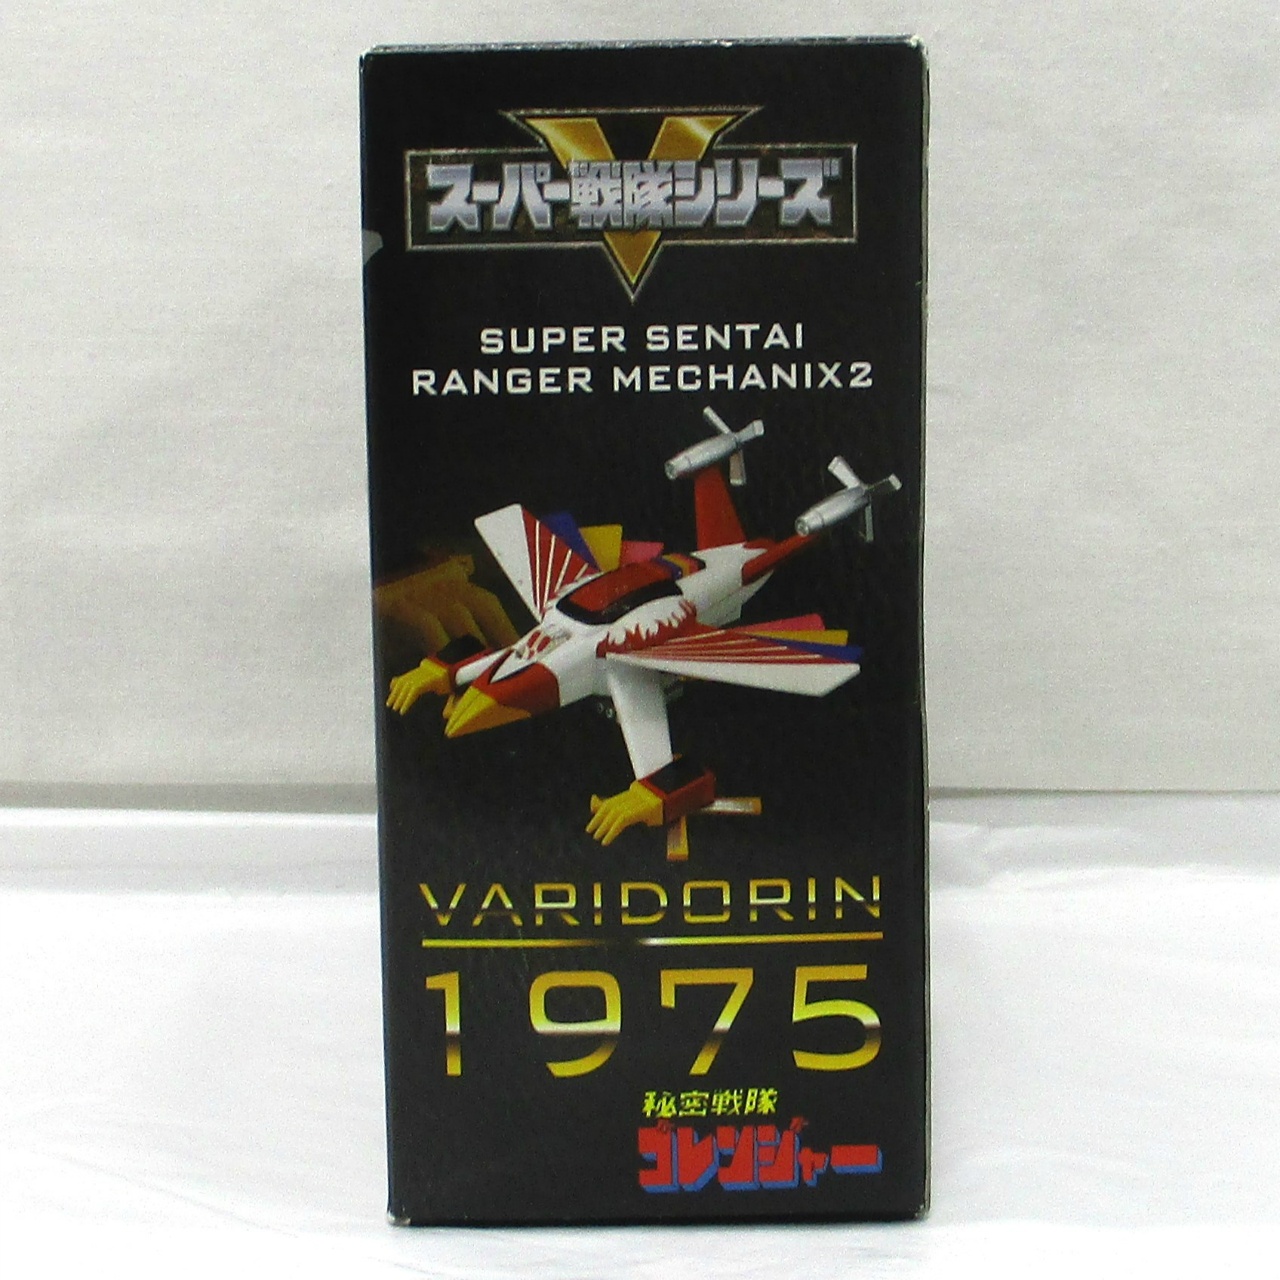 スーパー戦隊シリーズ
SUPER SENTAI
RANGER MECHANIX2
VARIDORIN
1975
秘密戦隊
ゴレンジャー